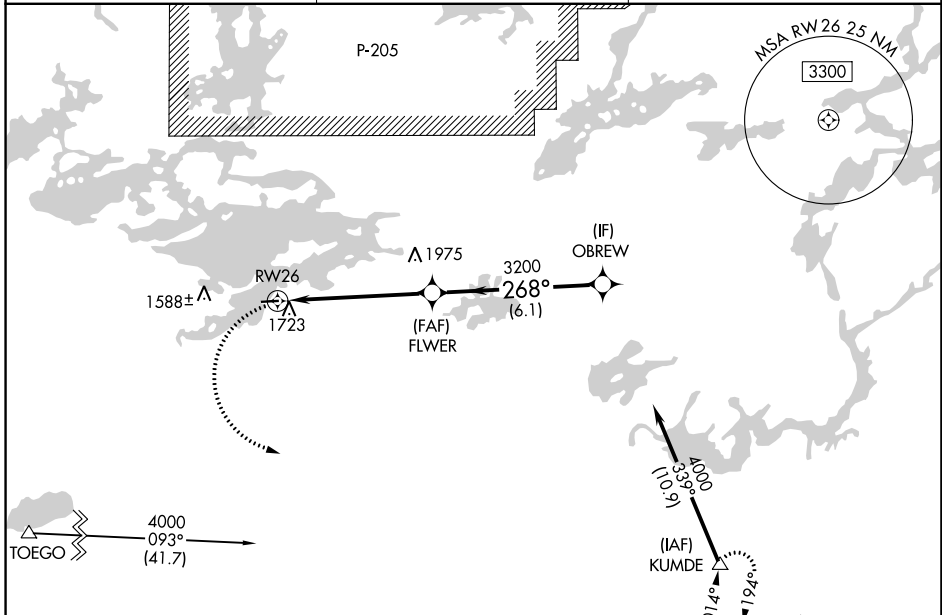 P-205
MSA RW26 25 NM
3300
(IF)
OBREW
1975
3200
268°
(6.1)
RW26
1588±
1723
(FAF)
FLWER
4000
339°
(10.9)
4000
093°
(41.7)
TOEGO
(IAF)
KUMDE
014°
194°